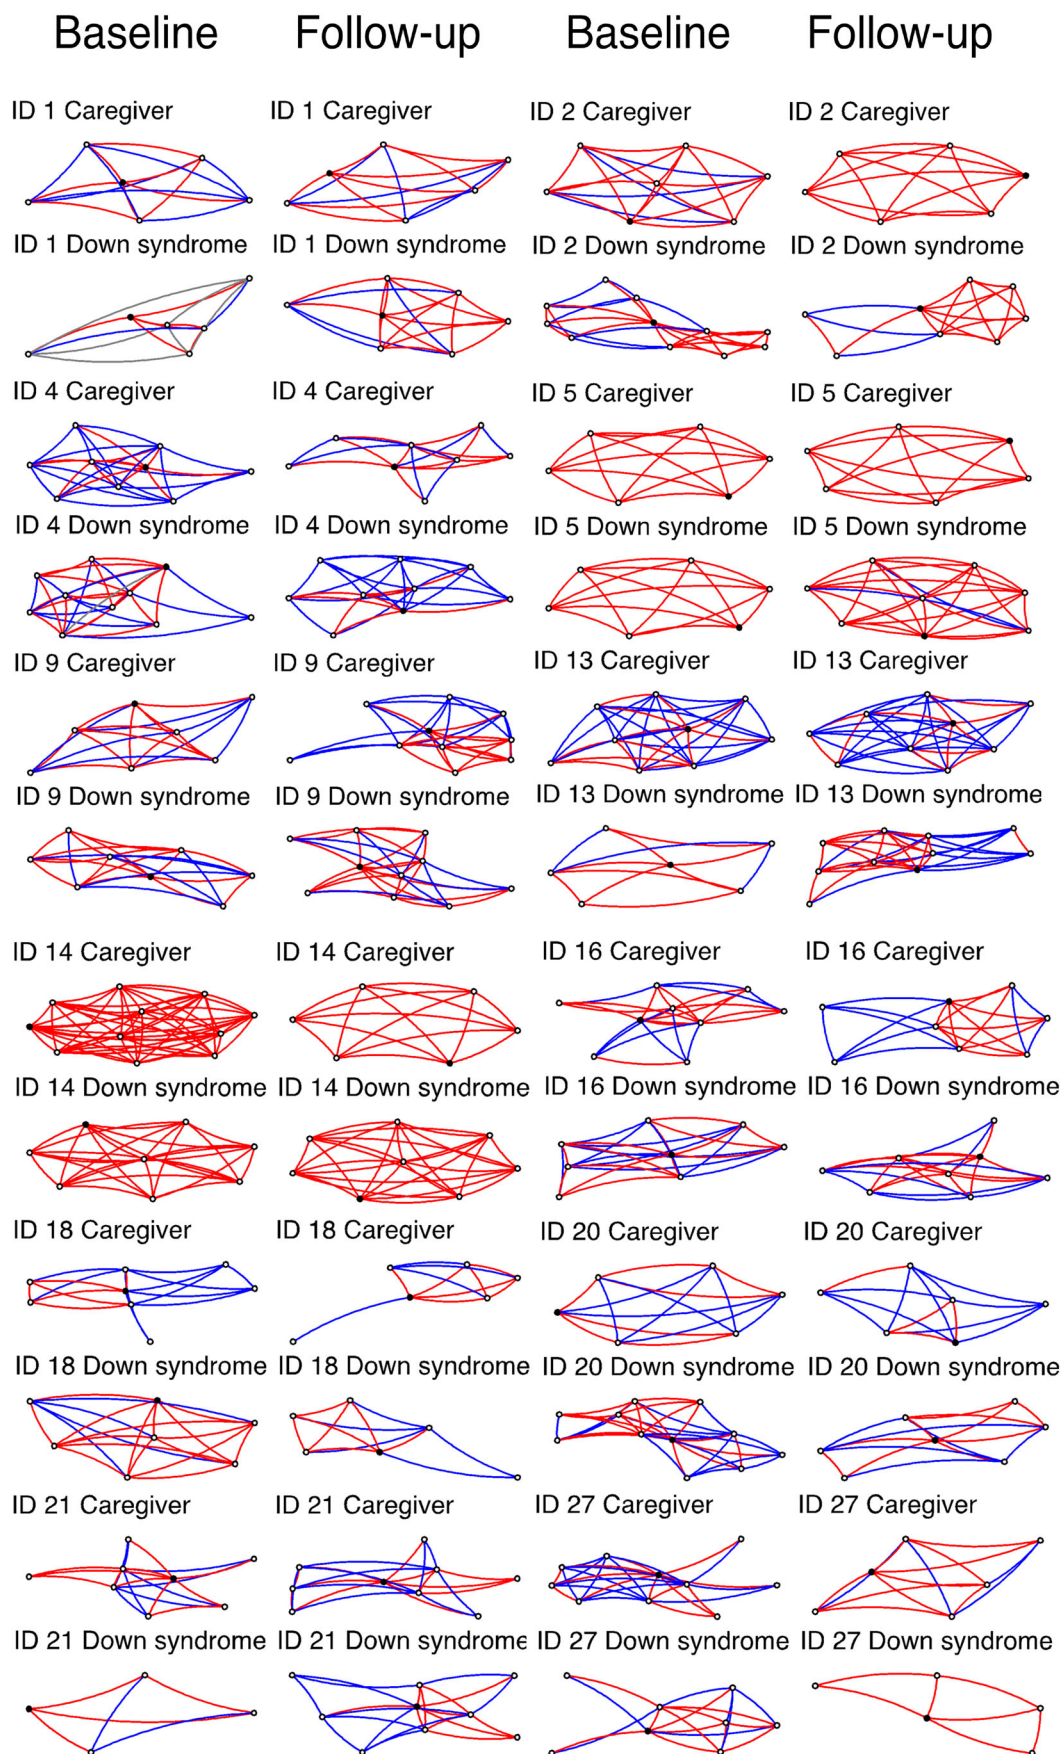 Baseline Follow-up Baseline Follow-up
ID 1 Caregiver ID 1 Caregiver ID 2 Caregiver ID 2 Caregiver
ID 1 Down syndrome ID 1 Down syndrome ID 2 Down syndrome ID 2 Down syndrome
ID 4 Caregiver ID 4 Caregiver ID 5 Caregiver ID 5 Caregiver
ID 4 Down syndrome ID 4 Down syndrome ID 5 Down syndrome ID 5 Down syndrome
ID 9 Caregiver ID 9 Caregiver ID 13 Caregiver ID 13 Caregiver
ID 9 Down syndrome ID 9 Down syndrome ID 13 Down syndrome ID 13 Down syndrome
ID 14 Caregiver ID 14 Caregiver ID 16 Caregiver ID 16 Caregiver
ID 14 Down syndrome ID 14 Down syndrome ID 16 Down syndrome ID 16 Down syndrome
ID 18 Caregiver ID 18 Caregiver ID 20 Caregiver ID 20 Caregiver
ID 18 Down syndrome ID 18 Down syndrome ID 20 Down syndrome ID 20 Down syndrome
ID 21 Caregiver ID 21 Caregiver ID 27 Caregiver ID 27 Caregiver
ID 21 Down syndrome ID 21 Down syndrome ID 27 Down syndrome ID 27 Down syndrome